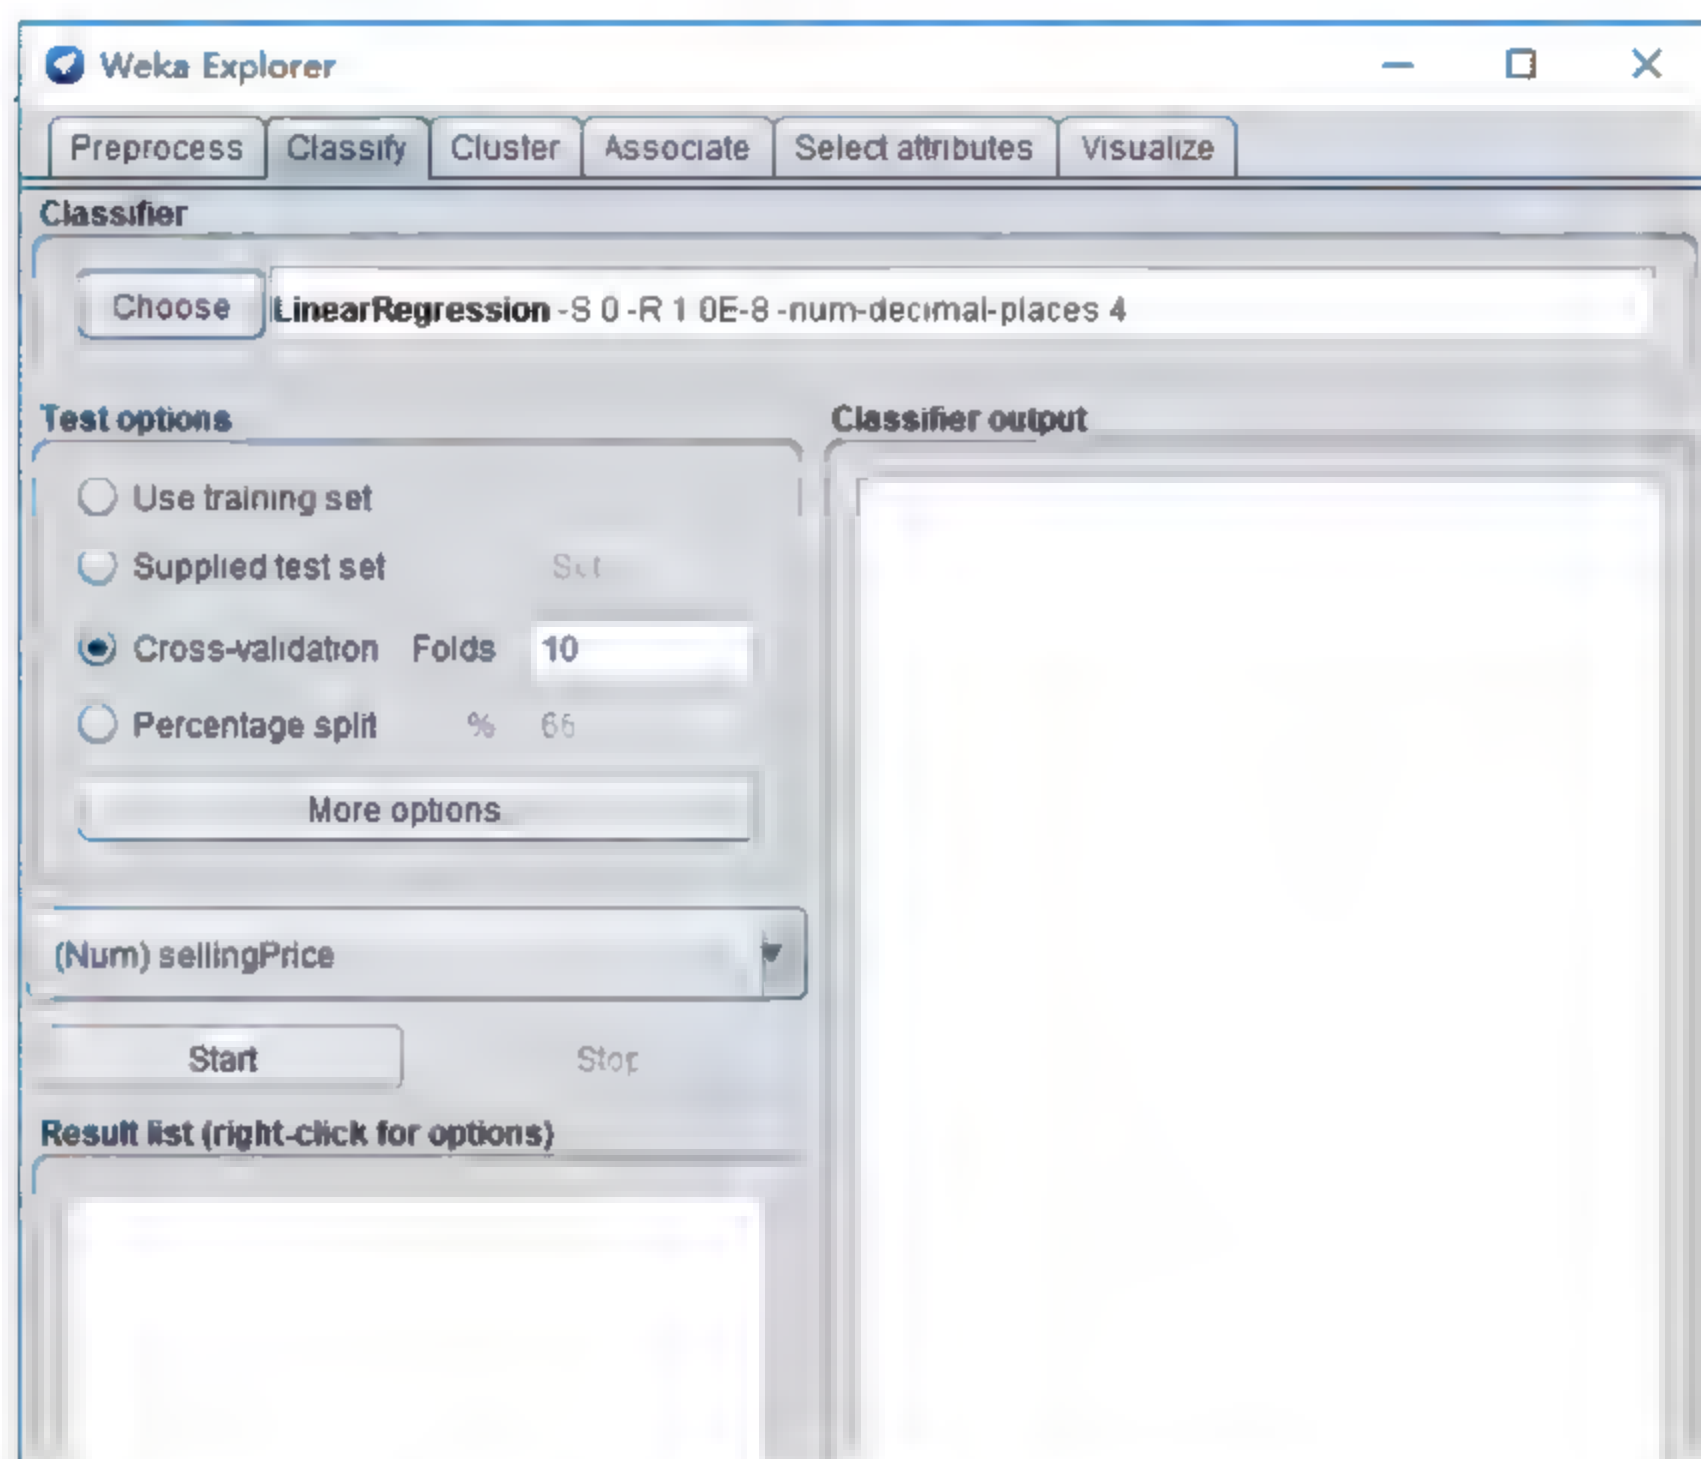 Weka Explorer
Preprocess Classify Cluster Associate Select attributes Visualize
Classifier
Choose LinearRegression -S 0 -R 1 0E-8 -num-decimal-places 4
Test options
Use training set
Supplied test set Set
Cross-validation Folds 10
Percentage split % 66
More options
(Num) sellingPrice
Start Stop
Result list (right-click for options)
Classifier output